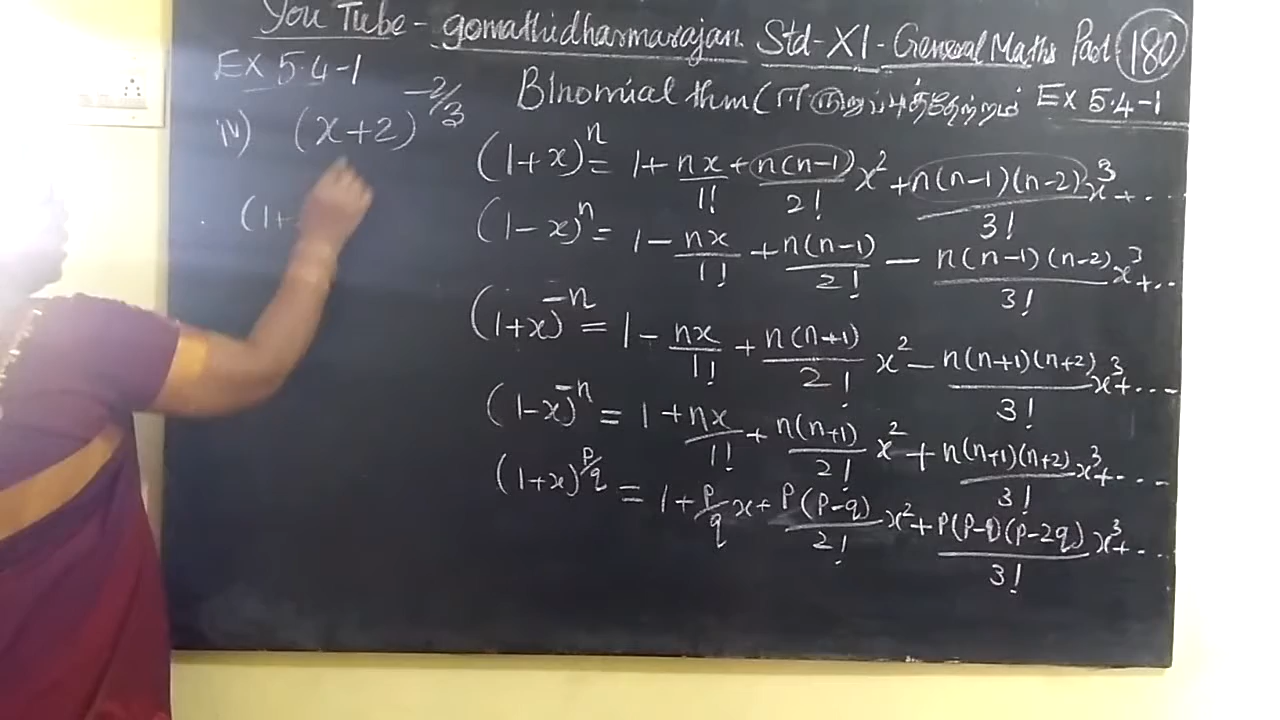 You Tube - gomathidharmarajan Std-XI - General Maths Part 180
EX 5.4-1
Binomial thm (ஈருறுப்புத்தேற்றம் EX 5.4-1
iv) (x+2)^(-2/3)
(1+
(1+x)^n = 1 + nx/1! + n(n-1)/2! x² + n(n-1)(n-2)/3! x³ + ....
(1-x)^n = 1 - nx/1! + n(n-1)/2! - n(n-1)(n-2)/3! x³ + ..
(1+x)^-n = 1 - nx/1! + n(n+1)/2! x² - n(n+1)(n+2)/3! x³ + ...
(1-x)^-n = 1 + nx/1! + n(n+1)/2! x² + n(n+1)(n+2)/3! x³ + ...
(1+x)^(p/q) = 1 + p/q x + P(P-q)/2! x² + P(P-q)(P-2q)/3! x³ + ...